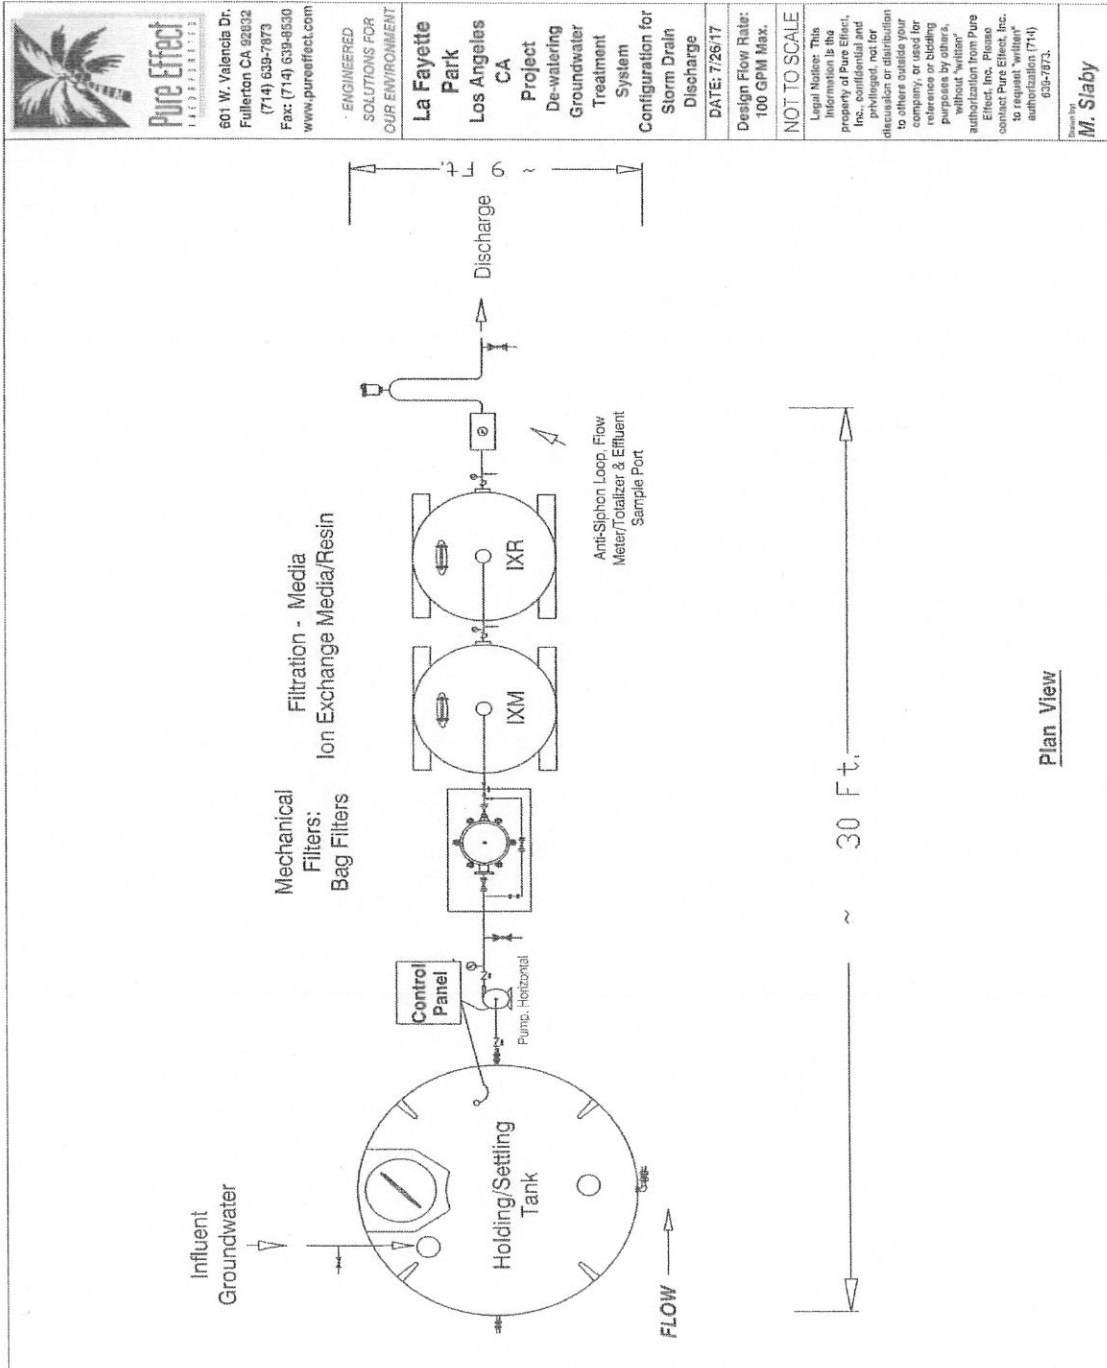 Pure Effect
INCORPORATED
601 W. Valencia Dr.
Fullerton CA 92832
(714) 639-7873
Fax: (714) 639-8530
www.pureeffect.com
ENGINEERED
SOLUTIONS FOR
OUR ENVIRONMENT
La Fayette
Park
Los Angeles
CA
Project
De-watering
Groundwater
Treatment
System
Configuration for
Storm Drain
Discharge
DATE: 7/26/17
Design Flow Rate:
100 GPM Max.
NOT TO SCALE
Legal Notice: This
information is the
property of Pure Effect,
Inc., confidential and
privileged, not for
discussion or distribution
to others outside your
company, or used for
reference or bidding
purposes by others,
without "written"
authorization from Pure
Effect, Inc. Please
contact Pure Effect, Inc.
to request "written"
authorization (714)
639-7873.
Drawn by:
M. Slaby
Influent
Groundwater
Holding/Settling
Tank
FLOW
Control
Panel
Pump, Horizontal
Mechanical
Filters:
Bag Filters
Filtration - Media
Ion Exchange Media/Resin
IXM
IXR
Anti-Siphon Loop, Flow
Meter/Totalizer & Effluent
Sample Port
Discharge
~ 9 Ft.
~ 30 Ft.
Plan View